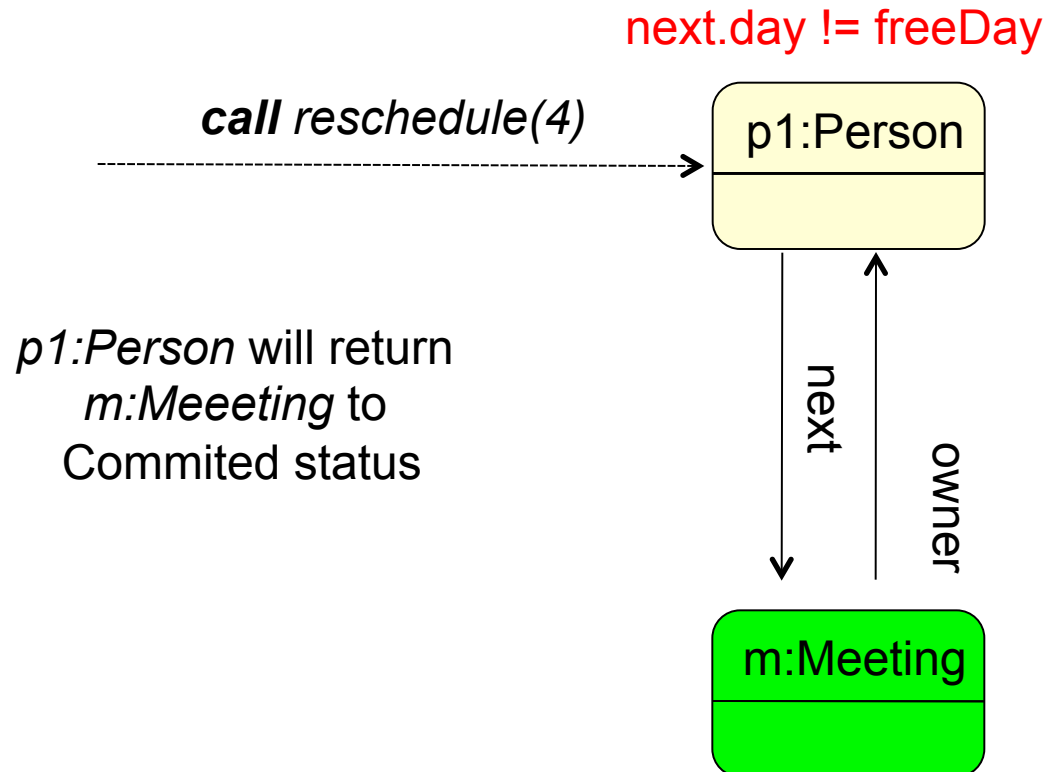 next.day != freeDay
call reschedule(4)
p1:Person
p1:Person will return
m:Meeeting to
Commited status
next
owner
m:Meeting